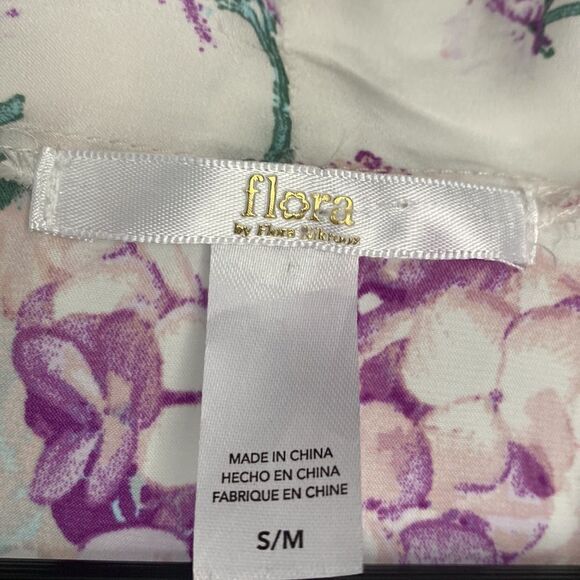 flora
by Flora Nikrooz
MADE IN CHINA
HECHO EN CHINA
FABRIQUE EN CHINE
S/M